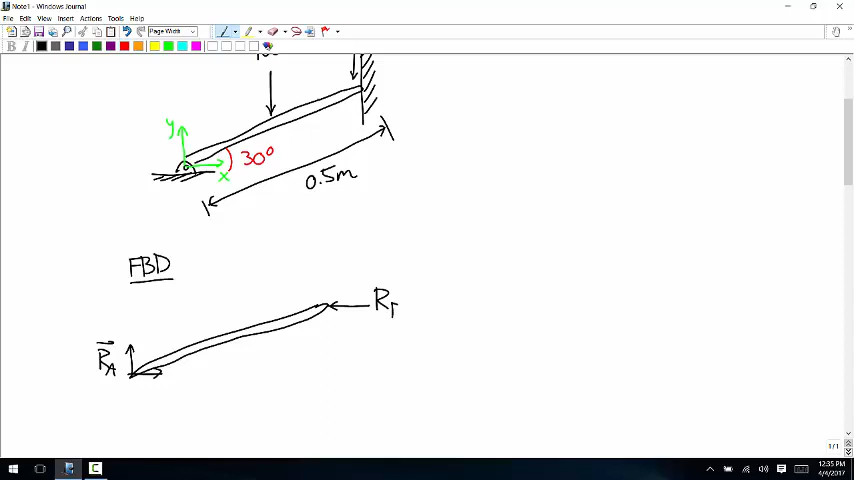 Note1 - Windows Journal
File Edit View Insert Actions Tools Help
Page Width
B I
y
30°
x
0.5m
FBD
R
R_A
1/1
12:35 PM
4/4/2017